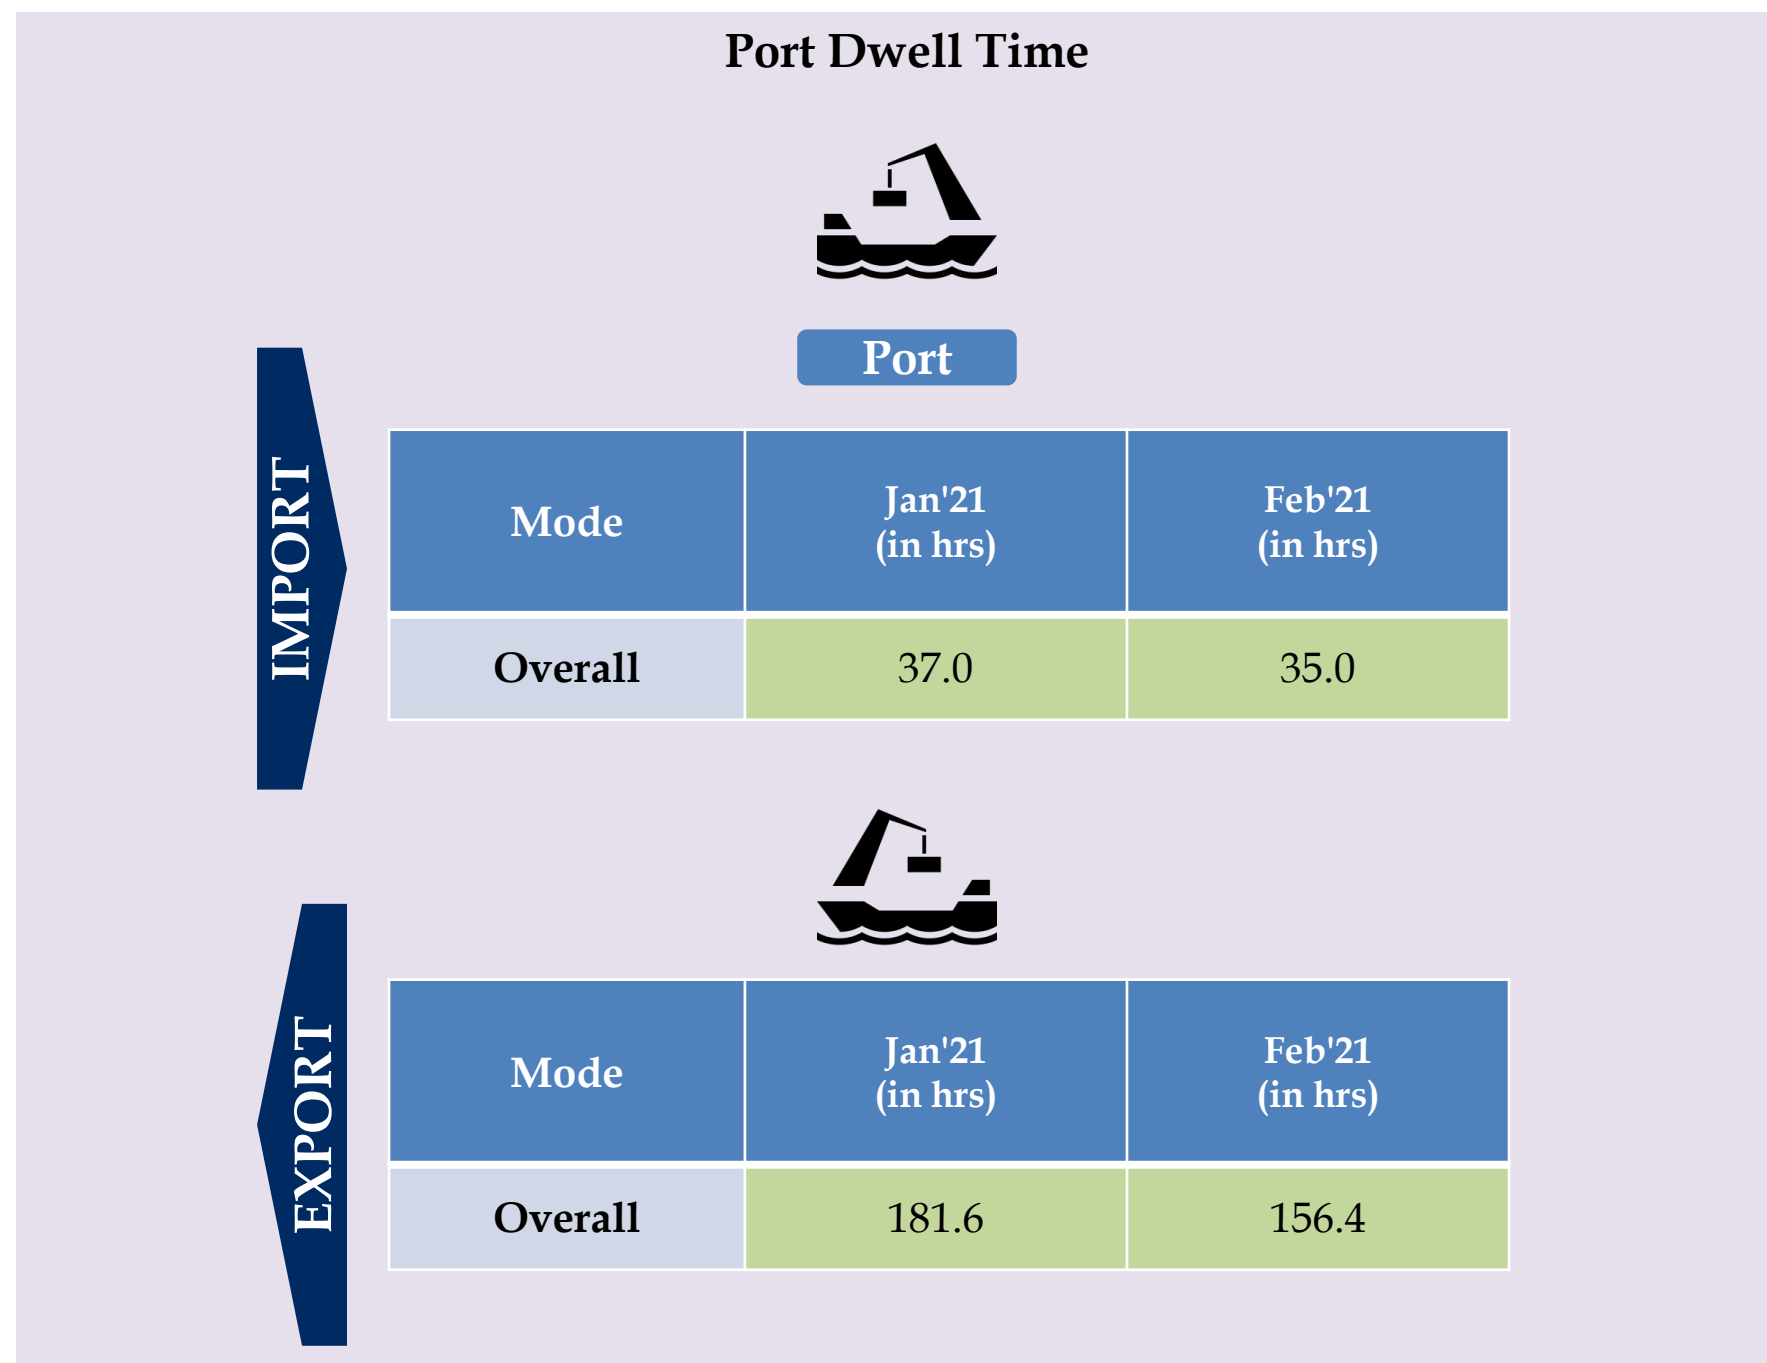 Port Dwell Time
Port
IMPORT
Mode
Jan'21
(in hrs)
Feb'21
(in hrs)
Overall
37.0
35.0
EXPORT
Mode
Jan'21
(in hrs)
Feb'21
(in hrs)
Overall
181.6
156.4